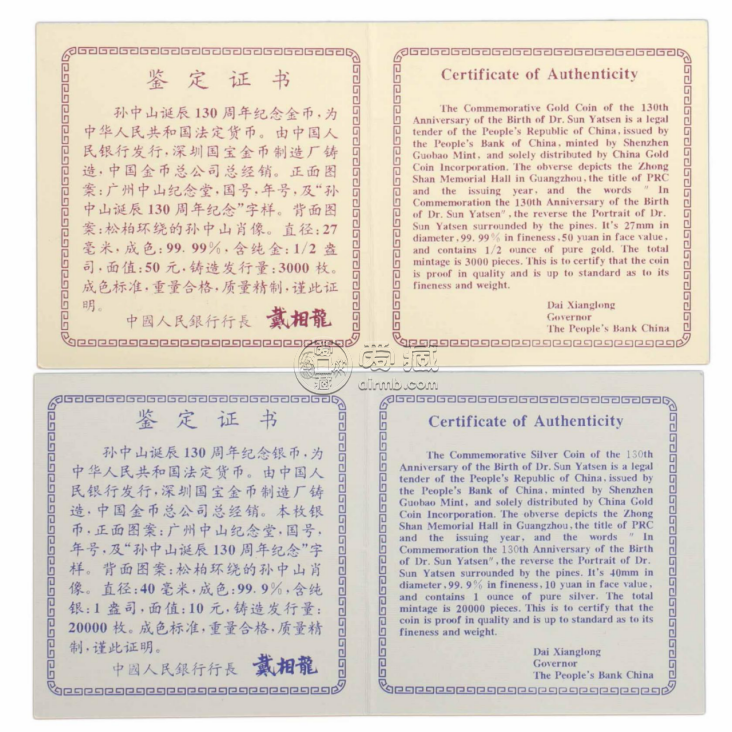 鉴定证书
孙中山诞辰130周年纪念金币,为
中华人民共和国法定货币。由中国人
民银行发行,深圳国宝金币制造厂铸
造,中国金币总公司总经销。正面图
案:广州中山纪念堂,国号,年号,及“孙
中山诞辰130周年纪念”字样。背面图
案:松柏环绕的孙中山肖像。直径:27
毫米,成色:99.99%,含纯金:1/2盎
司,面值:50元,铸造发行量:3000枚。
成色标准,重量合格,质量精制,谨此证
明。
中國人民銀行行長 戴相龍
Certificate of Authenticity
The Commemorative Gold Coin of the 130th
Anniversary of the Birth of Dr. Sun Yatsen is a legal
tender of the People's Republic of China, issued by
the People's Bank of China, minted by Shenzhen
Guobao Mint, and solely distributed by China Gold
Coin Incorporation. The obverse depicts the Zhong
Shan Memorial Hall in Guangzhou, the title of PRC
and the issuing year, and the words " In
Commemoration the 130th Anniversary of the Birth
of Dr. Sun Yatsen", the reverse the Portrait of Dr.
Sun Yatsen surrounded by the pines. It's 27mm in
diameter, 99.99% in fineness, 50 yuan in face value,
and contains 1/2 ounce of pure gold. The total
mintage is 3000 pieces. This is to certify that the coin
is proof in quality and is up to standard as to its
fineness and weight.
Dai Xianglong
Governor
The People's Bank China
爱藏
airmb.com
鉴定证书
孙中山诞辰130周年纪念银币,为
中华人民共和国法定货币。由中国人
民银行发行,深圳国宝金币制造厂铸
造,中国金币总公司总经销。本枚银
币,正面图案:广州中山纪念堂,国号,
年号,及“孙中山诞辰130周年纪念”字
样。背面图案:松柏环绕的孙中山肖
像。直径:40毫米,成色:99.9%,含纯
银:1盎司,面值:10元,铸造发行量:
20000枚。成色标准,重量合格,质量精
制,谨此证明。
中國人民銀行行長 戴相龍
Certificate of Authenticity
The Commemorative Silver Coin of the 130th
Anniversary of the Birth of Dr. Sun Yatsen is a legal
tender of the People's Republic of China, issued by
the People's Bank of China, minted by Shenzhen
Guobao Mint, and solely distributed by China Gold
Coin Incorporation. The obverse depicts the Zhong
Shan Memorial Hall in Guangzhou, the title of PRC
and the issuing year, and the words " In
Commemoration the 130th Anniversary of the Birth
of Dr. Sun Yatsen", the reverse the Portrait of Dr.
Sun Yatsen surrounded by the pines. It's 40mm in
diameter, 99.9% in fineness, 10 yuan in face value,
and contains 1 ounce of pure silver. The total
mintage is 20000 pieces. This is to certify that the
coin is proof in quality and is up to standard as to its
fineness and weight.
Dai Xianglong
Governor
The People's Bank China